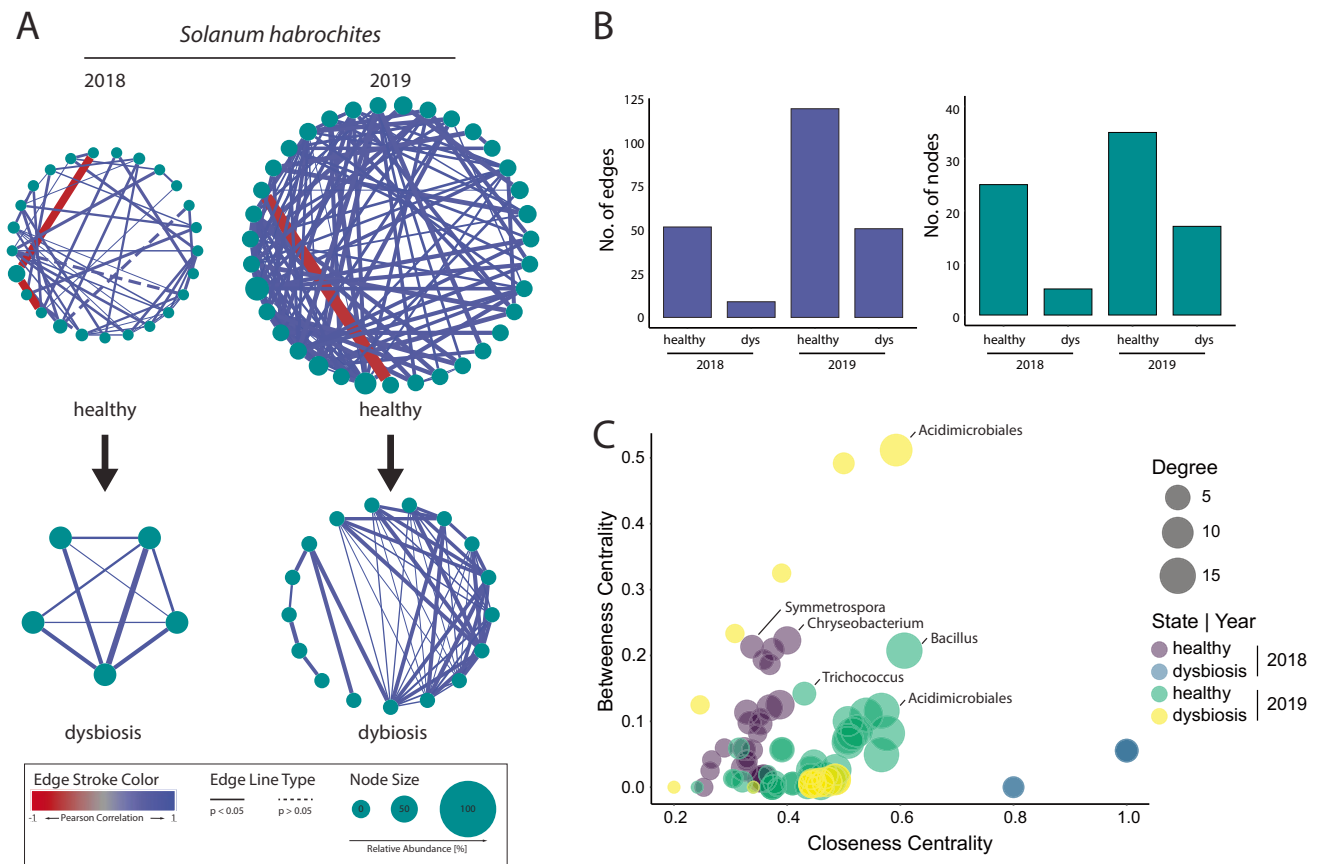 A
Solanum habrochites
2018
2019
healthy
healthy
dysbiosis
dybiosis
Edge Stroke Color
-1
Pearson Correlation
1
Edge Line Type
p < 0.05
p > 0.05
Node Size
0
50
100
Relative Abundance [%]
B
No. of edges
125
100
75
50
25
0
healthy
dys
healthy
dys
2018
2019
No. of nodes
40
30
20
10
0
healthy
dys
healthy
dys
2018
2019
C
Betweeness Centrality
0.5
0.4
0.3
0.2
0.1
0.0
Acidimicrobiales
Symmetrospora
Chryseobacterium
Bacillus
Trichococcus
Acidimicrobiales
0.2
0.4
0.6
0.8
1.0
Closeness Centrality
Degree
5
10
15
State | Year
healthy
dysbiosis
2018
healthy
dysbiosis
2019